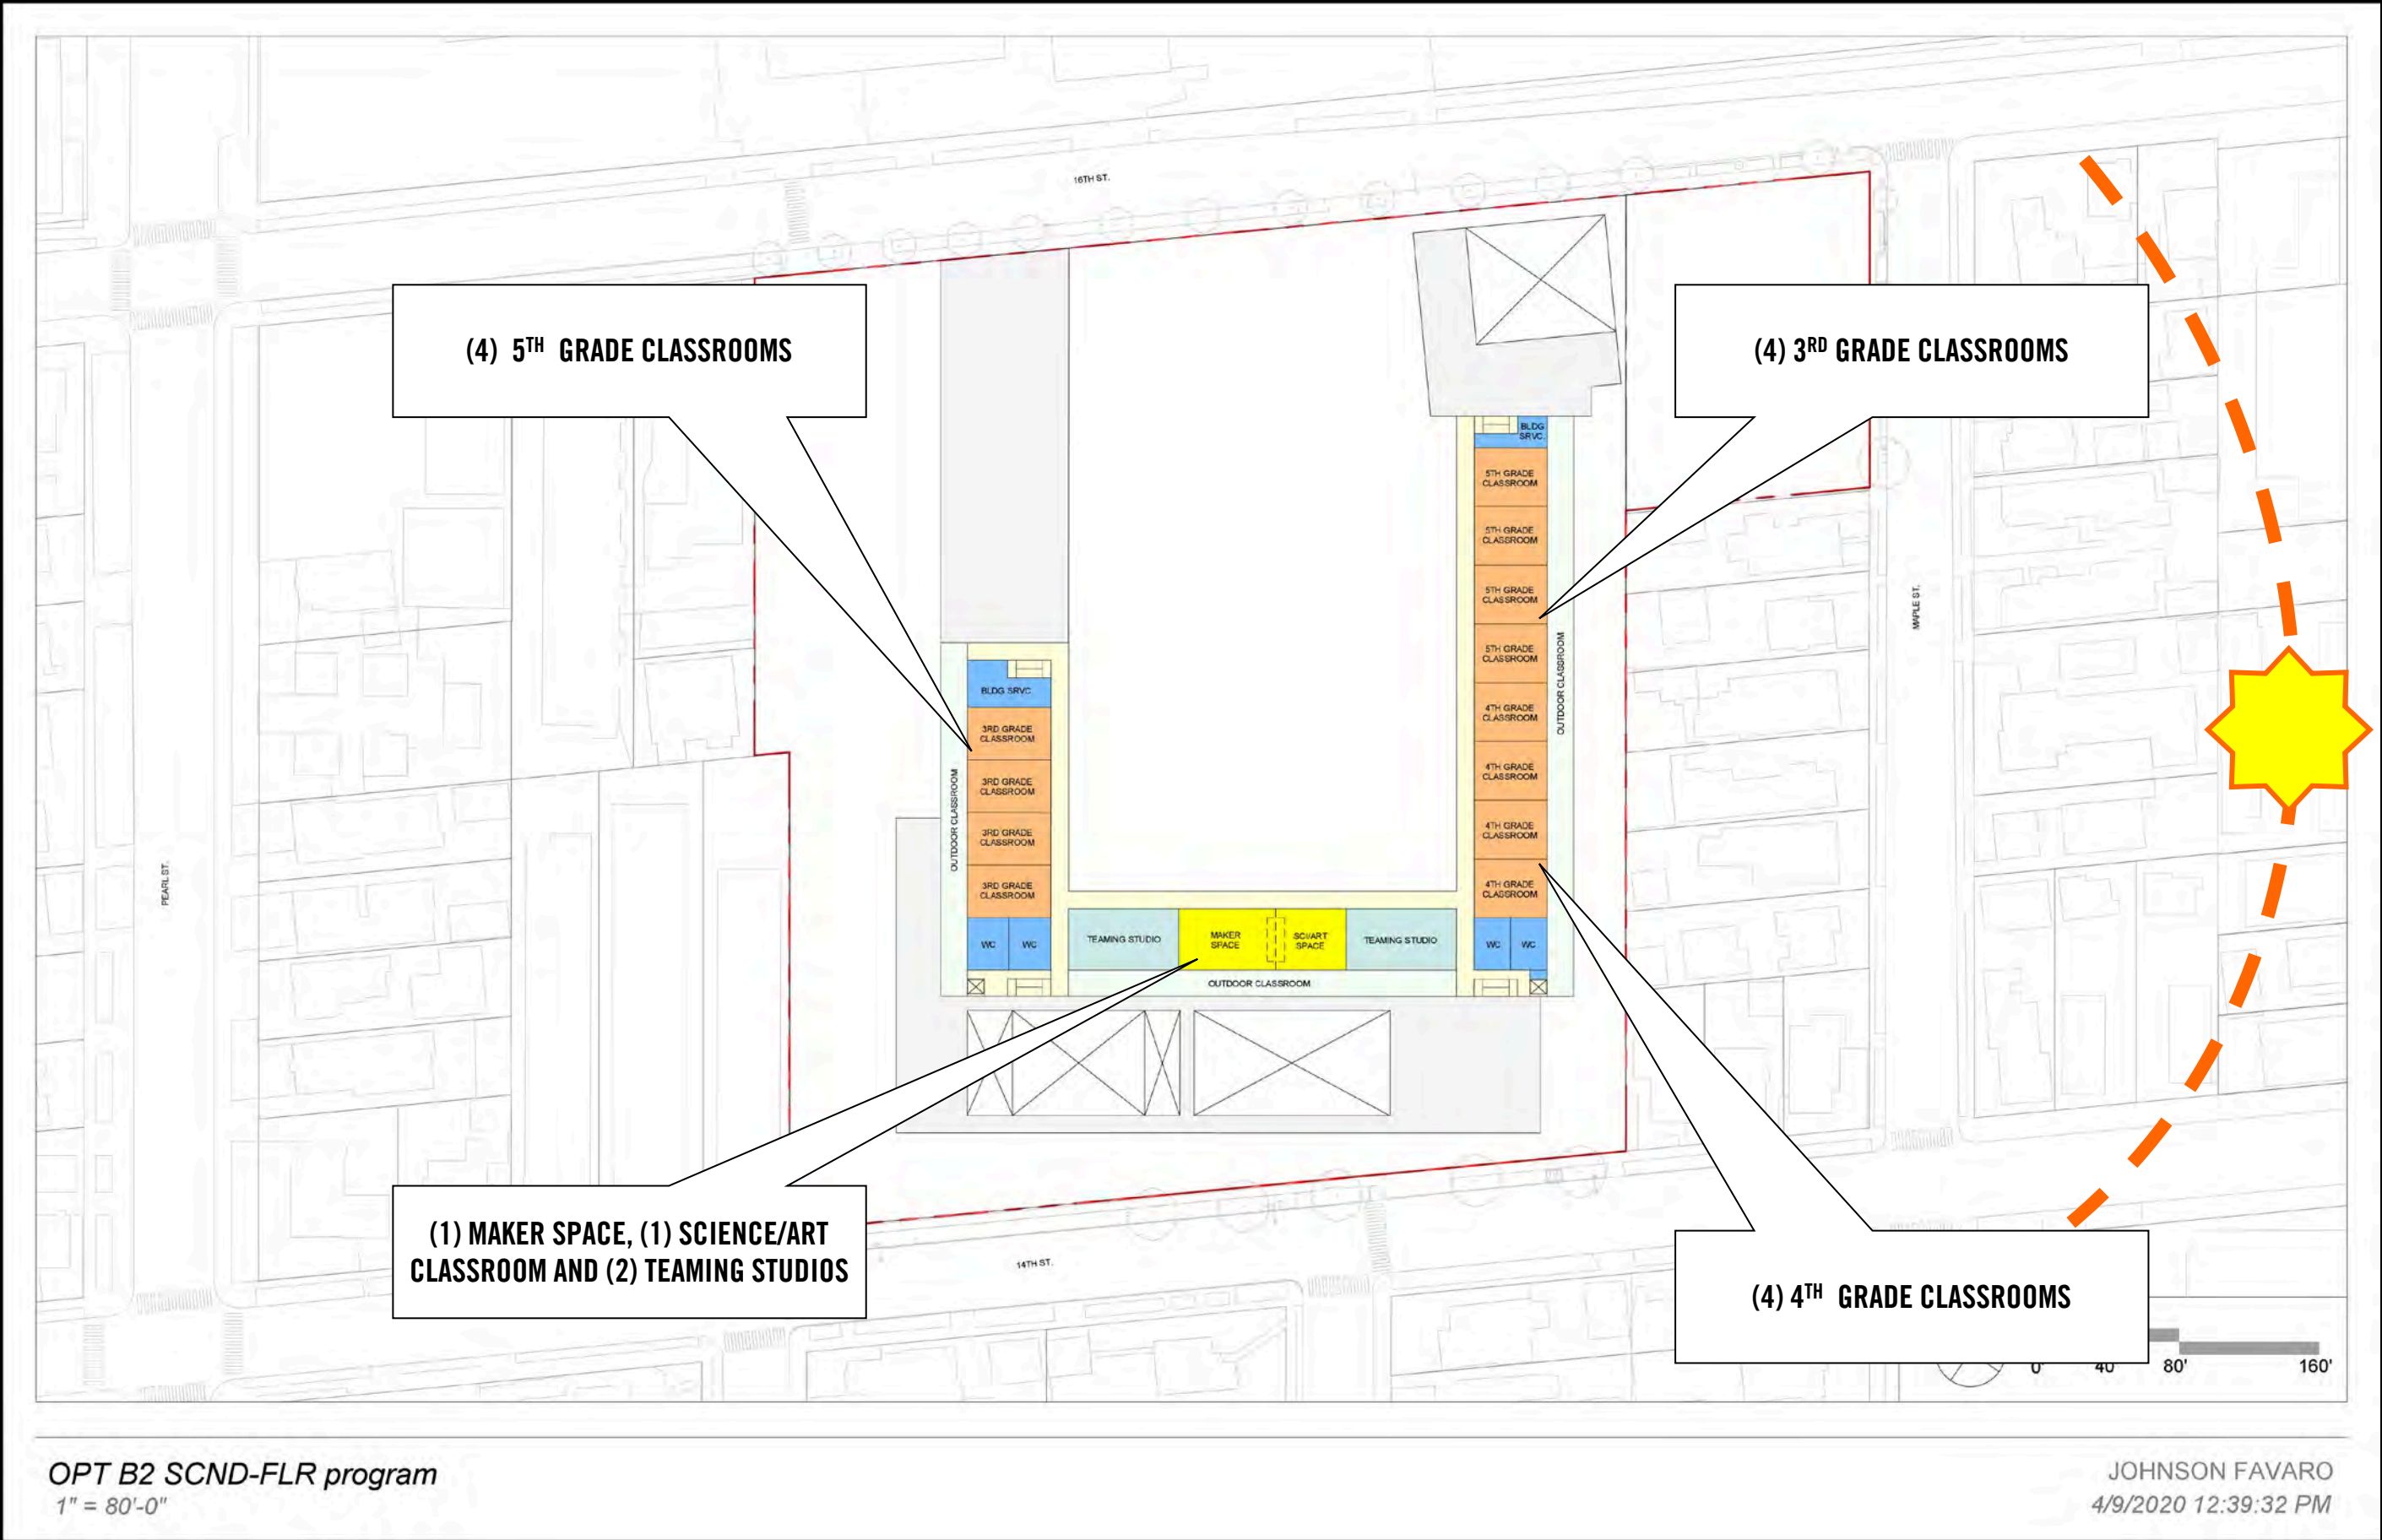 16TH ST.
(4) 5TH GRADE CLASSROOMS
(4) 3RD GRADE CLASSROOMS
BLDG
SRVC.
5TH GRADE
CLASSROOM
5TH GRADE
CLASSROOM
5TH GRADE
CLASSROOM
5TH GRADE
CLASSROOM
4TH GRADE
CLASSROOM
4TH GRADE
CLASSROOM
4TH GRADE
CLASSROOM
4TH GRADE
CLASSROOM
WC
WC
OUTDOOR CLASSROOM
MAPLE ST.
BLDG SRVC
3RD GRADE
CLASSROOM
3RD GRADE
CLASSROOM
3RD GRADE
CLASSROOM
3RD GRADE
CLASSROOM
WC
WC
OUTDOOR CLASSROOM
PEARL ST.
TEAMING STUDIO
MAKER
SPACE
SCI/ART
SPACE
TEAMING STUDIO
OUTDOOR CLASSROOM
(1) MAKER SPACE, (1) SCIENCE/ART
CLASSROOM AND (2) TEAMING STUDIOS
14TH ST.
(4) 4TH GRADE CLASSROOMS
0' 40' 80' 160'
OPT B2 SCND-FLR program
1" = 80'-0"
JOHNSON FAVARO
4/9/2020 12:39:32 PM